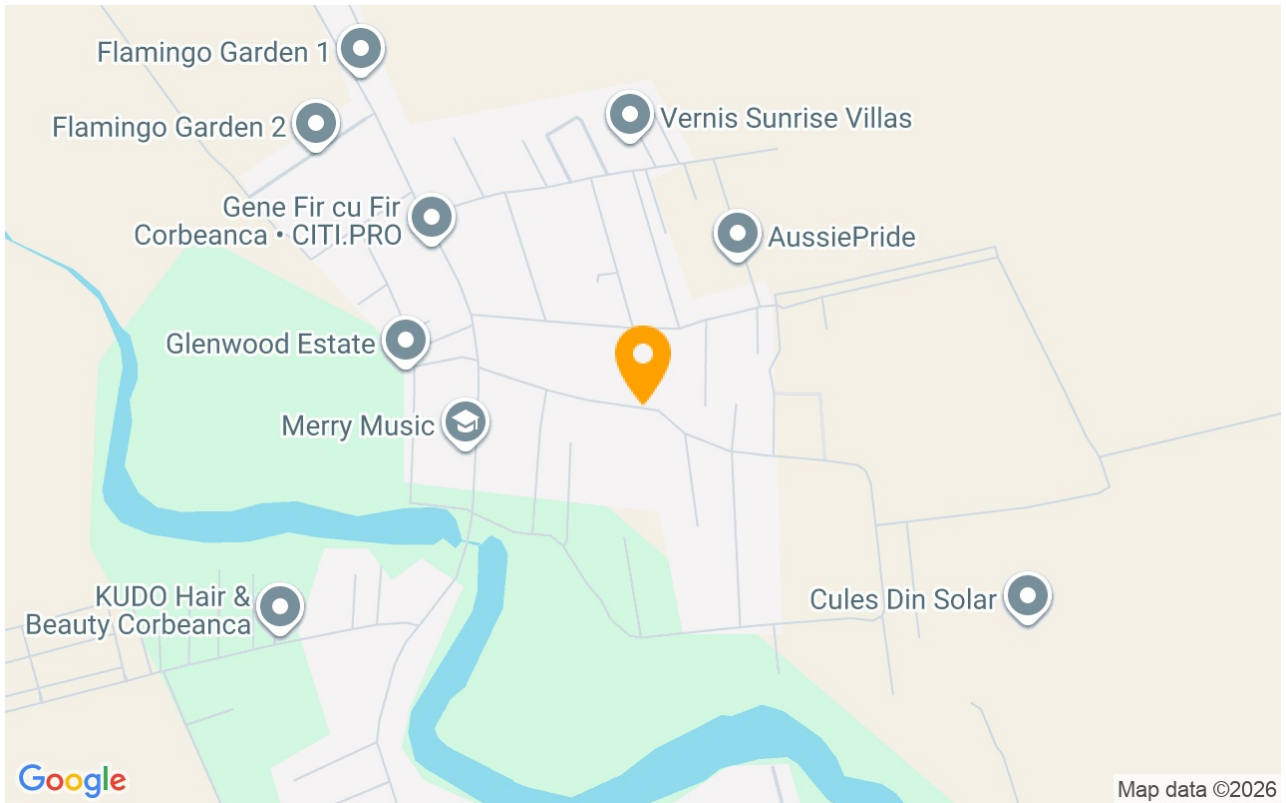 Flamingo Garden 1
Flamingo Garden 2
Vernis Sunrise Villas
Gene Fir cu Fir
Corbeanca • CITI.PRO
AussiePride
Glenwood Estate
Merry Music
KUDO Hair &
Beauty Corbeanca
Cules Din Solar
Google
Map data ©2026